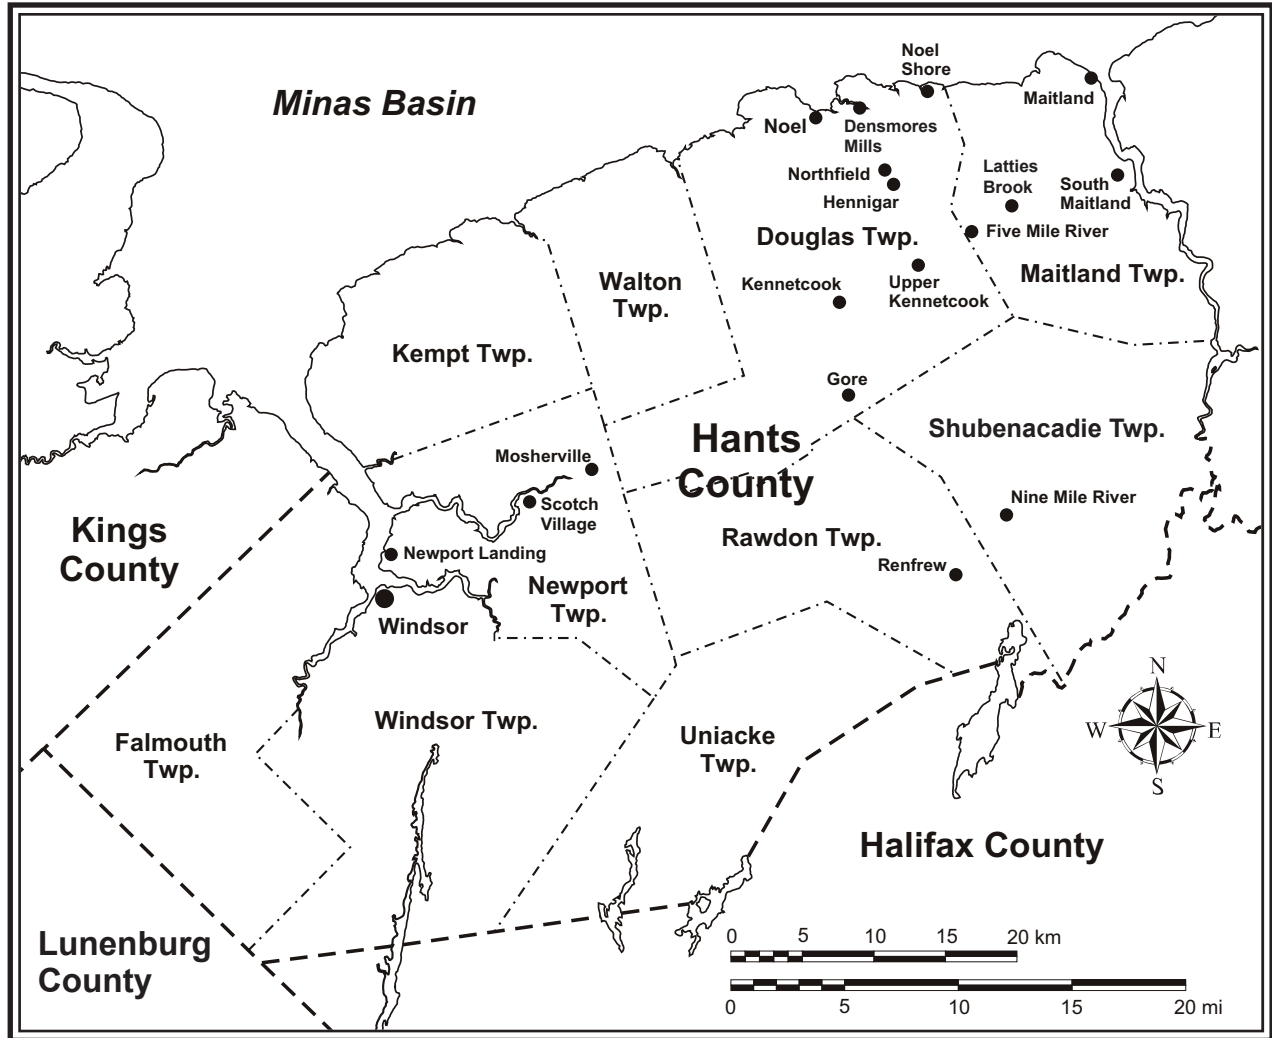 Minas Basin
Noel
Shore
Maitland
Noel
Densmores
Mills
Northfield
Hennigar
Latties
Brook
South
Maitland
Five Mile River
Douglas Twp.
Maitland Twp.
Walton
Twp.
Kennetcook
Upper
Kennetcook
Kempt Twp.
Gore
Hants
County
Shubenacadie Twp.
Mosherville
Scotch
Village
Nine Mile River
Kings
County
Newport Landing
Rawdon Twp.
Renfrew
Newport
Twp.
Windsor
Windsor Twp.
Falmouth
Twp.
Uniacke
Twp.
N
W
E
S
Halifax County
Lunenburg
County
0 5 10 15 20 km
0 5 10 15 20 mi